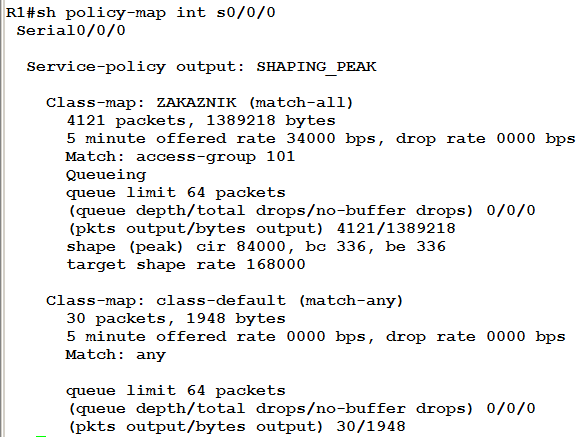 R1#sh policy-map int s0/0/0
Serial0/0/0
Service-policy output: SHAPING_PEAK
Class-map: ZAKAZNIK (match-all)
4121 packets, 1389218 bytes
5 minute offered rate 34000 bps, drop rate 0000 bps
Match: access-group 101
Queueing
queue limit 64 packets
(queue depth/total drops/no-buffer drops) 0/0/0
(pkts output/bytes output) 4121/1389218
shape (peak) cir 84000, bc 336, be 336
target shape rate 168000
Class-map: class-default (match-any)
30 packets, 1948 bytes
5 minute offered rate 0000 bps, drop rate 0000 bps
Match: any
queue limit 64 packets
(queue depth/total drops/no-buffer drops) 0/0/0
(pkts output/bytes output) 30/1948